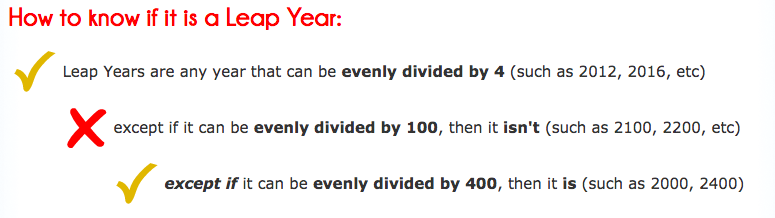 How to know if it is a Leap Year:
Leap Years are any year that can be evenly divided by 4 (such as 2012, 2016, etc)
except if it can be evenly divided by 100, then it isn't (such as 2100, 2200, etc)
except if it can be evenly divided by 400, then it is (such as 2000, 2400)